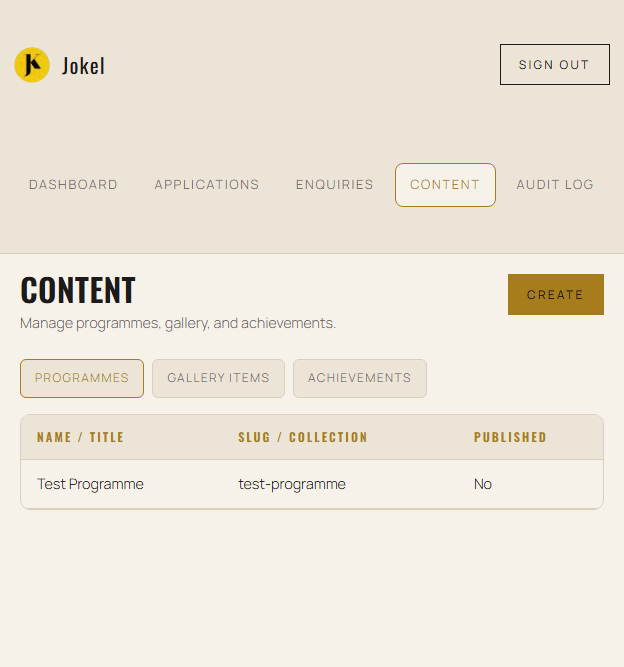 Jokel
SIGN OUT
DASHBOARD APPLICATIONS ENQUIRIES CONTENT AUDIT LOG
CONTENT
CREATE
Manage programmes, gallery, and achievements.
PROGRAMMES GALLERY ITEMS ACHIEVEMENTS
NAME / TITLE SLUG / COLLECTION PUBLISHED
Test Programme test-programme No